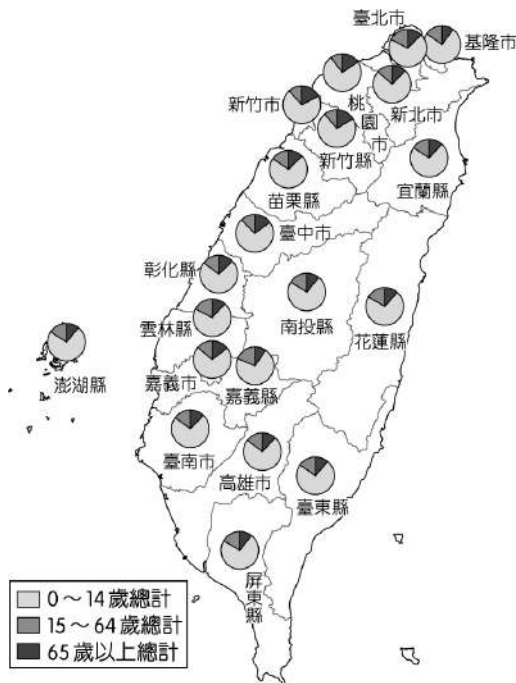 臺北市
基隆市
新竹市
桃園市
新北市
新竹縣
宜蘭縣
苗栗縣
臺中市
彰化縣
雲林縣
南投縣
花蓮縣
澎湖縣
嘉義市
嘉義縣
臺南市
高雄市
臺東縣
屏東縣
0～14歲總計
15～64歲總計
65歲以上總計